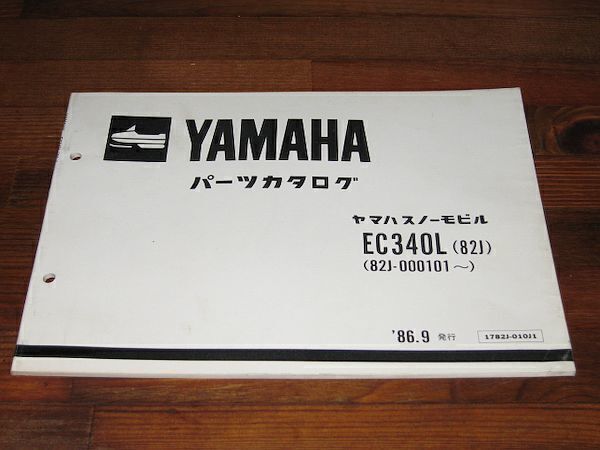 YAMAHA
パーツカタログ
ヤマハスノーモビル
EC340L (82J)
(82J-000101～)
'86.9 発行 1782J-010J1